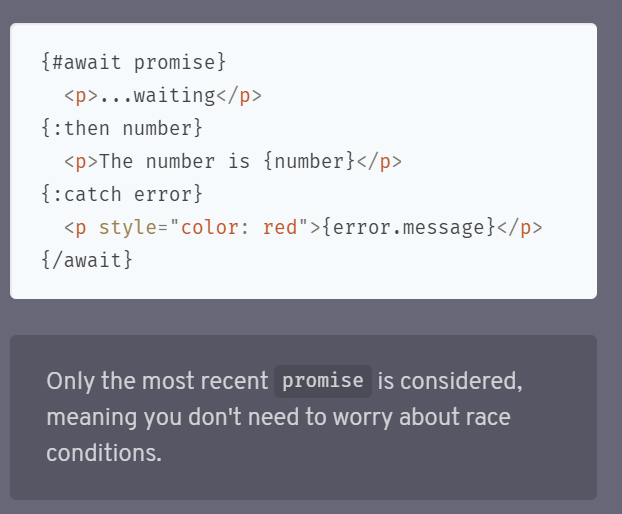 {#await promise}
<p>...waiting</p>
{:then number}
<p>The number is {number}</p>
{:catch error}
<p style="color: red">{error.message}</p>
{/await}
Only the most recent promise is considered,
meaning you don't need to worry about race
conditions.